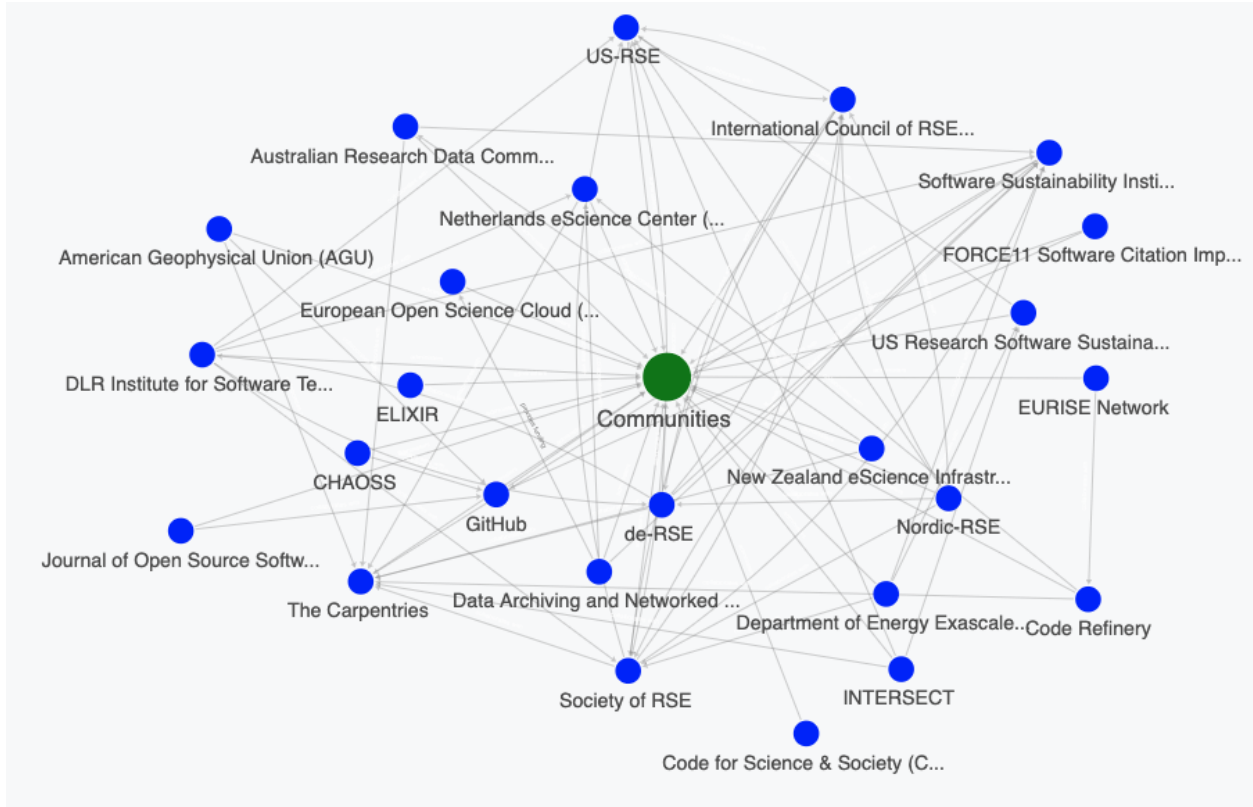 US-RSE
International Council of RSE...
Australian Research Data Comm...
Software Sustainability Insti...
Netherlands eScience Center (...
American Geophysical Union (AGU)
FORCE11 Software Citation Imp...
European Open Science Cloud (...
US Research Software Sustaina...
DLR Institute for Software Te...
ELIXIR
Communities
EURISE Network
CHAOSS
New Zealand eScience Infrastr...
GitHub
Nordic-RSE
de-RSE
Journal of Open Source Softw...
The Carpentries
Data Archiving and Networked ...
Department of Energy Exascale...
Code Refinery
Society of RSE
INTERSECT
Code for Science & Society (C...